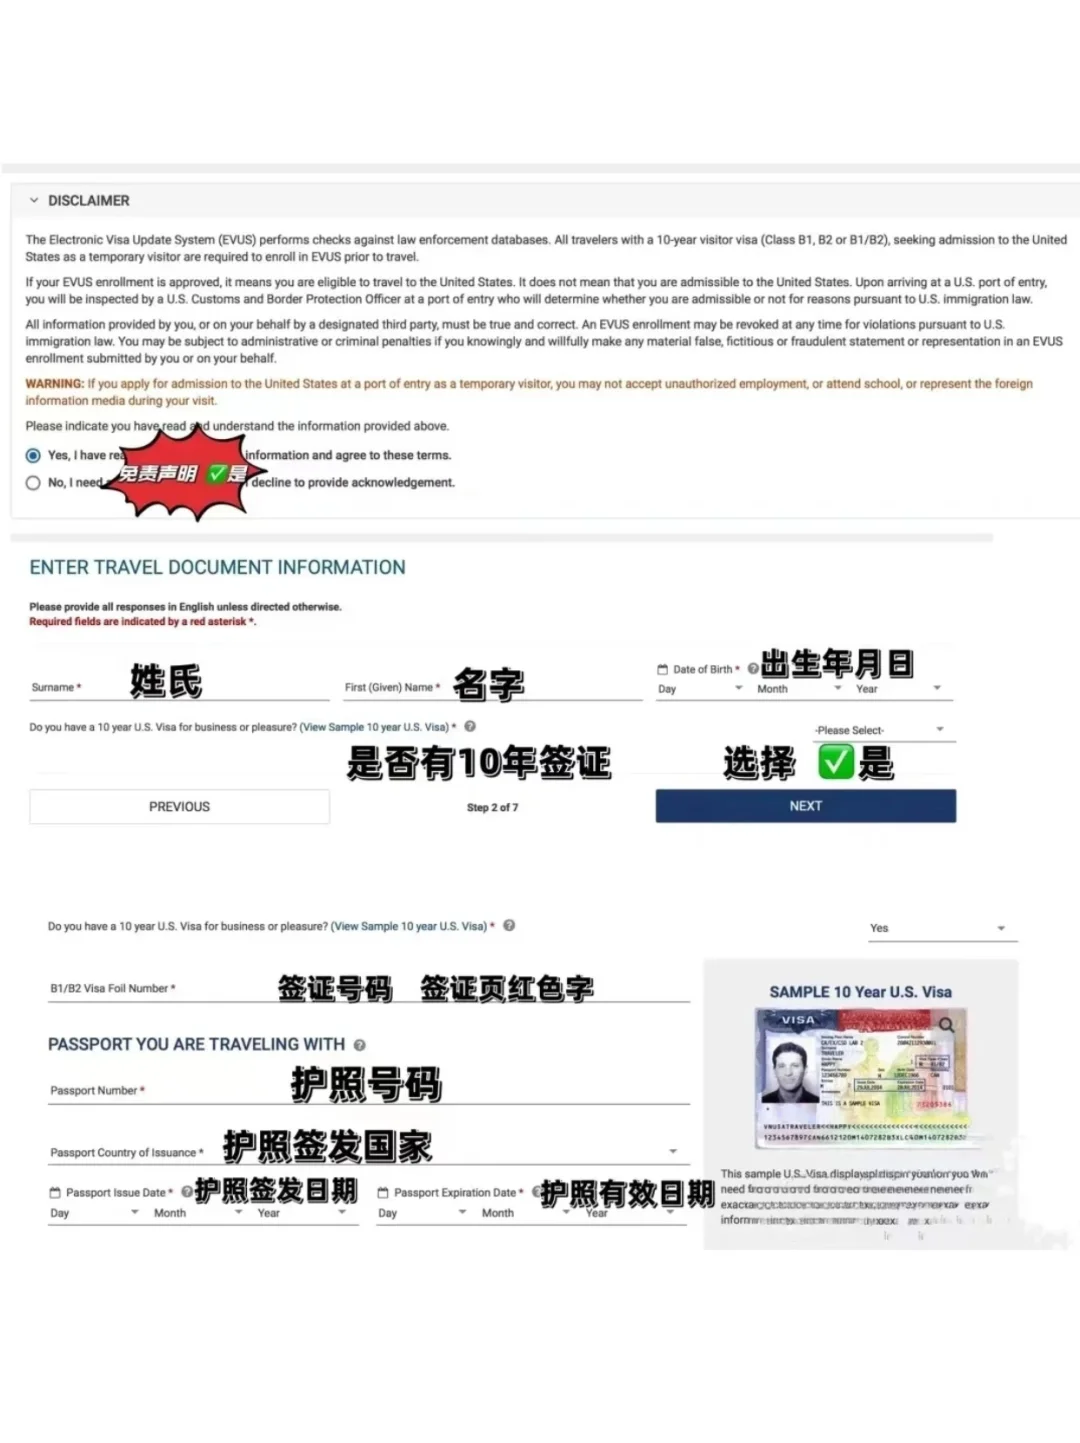 DISCLAIMER
The Electronic Visa Update System (EVUS) performs checks against law enforcement databases. All travelers with a 10-year visitor visa (Class B1, B2 or B1/B2), seeking admission to the United
States as a temporary visitor are required to enroll in EVUS prior to travel.
If your EVUS enrollment is approved, it means you are eligible to travel to the United States. It does not mean that you are admissible to the United States. Upon arriving at a U.S. port of entry,
you will be inspected by a U.S. Customs and Border Protection Officer at a port of entry who will determine whether you are admissible or not for reasons pursuant to U.S. immigration law.
All information provided by you, or on your behalf by a designated third party, must be true and correct. An EVUS enrollment may be revoked at any time for violations pursuant to U.S.
immigration law. You may be subject to administrative or criminal penalties if you knowingly and willfully make any material false, fictitious or fraudulent statement or representation in an EVUS
enrollment submitted by you or on your behalf.
WARNING: If you apply for admission to the United States at a port of entry as a temporary visitor, you may not accept unauthorized employment, or attend school, or represent the foreign
information media during your visit.
Please indicate you have read and understand the information provided above.
Yes, I have rea information and agree to these terms.
免责声明 ✅是
No, I need decline to provide acknowledgement.
ENTER TRAVEL DOCUMENT INFORMATION
Please provide all responses in English unless directed otherwise.
Required fields are indicated by a red asterisk *.
Surname * 姓氏 First (Given) Name * 名字 Date of Birth * 出生年月日
Day Month Year
Do you have a 10 year U.S. Visa for business or pleasure? (View Sample 10 year U.S. Visa) * -Please Select-
是否有10年签证 选择 ✅是
PREVIOUS Step 2 of 7 NEXT
Do you have a 10 year U.S. Visa for business or pleasure? (View Sample 10 year U.S. Visa) * Yes
B1/B2 Visa Foil Number * 签证号码 签证页红色字
SAMPLE 10 Year U.S. Visa
VISA
PASSPORT YOU ARE TRAVELING WITH
Passport Number * 护照号码
THIS IS A SAMPLE VISA
Passport Country of Issuance * 护照签发国家
Passport Issue Date * 护照签发日期 Passport Expiration Date * 护照有效日期
Day Month Year Day Month Year
This sample U.S. Visa
need